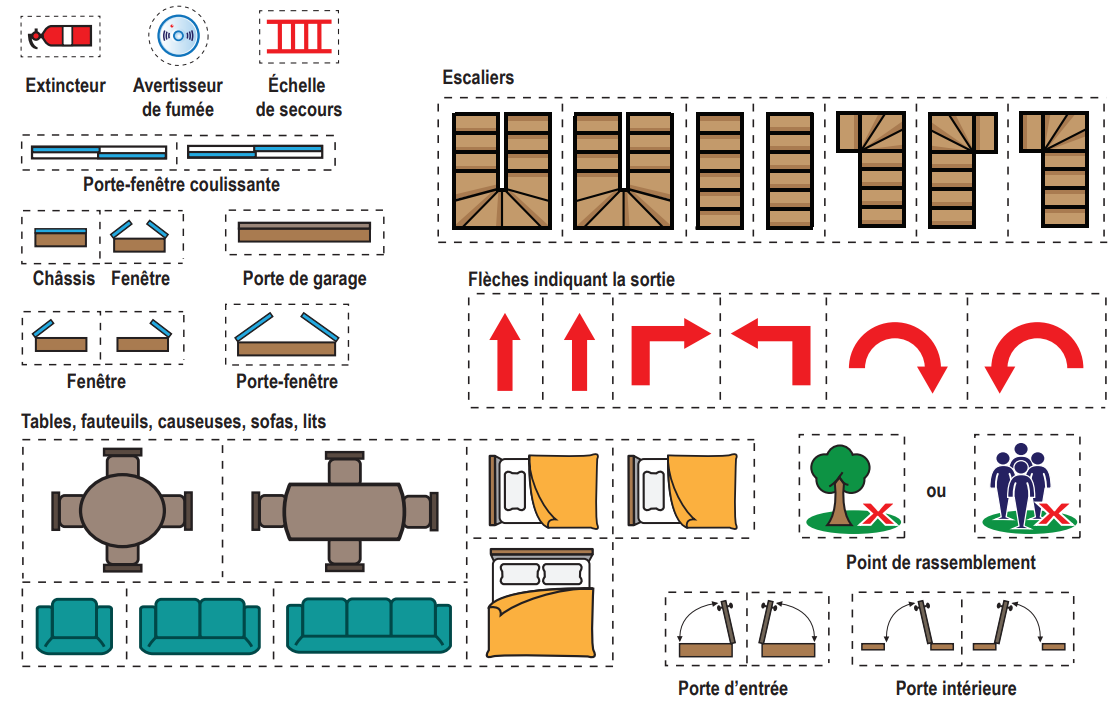 Extincteur
Avertisseur
de fumée
Échelle
de secours
Escaliers
Porte-fenêtre coulissante
Châssis
Fenêtre
Porte de garage
Flèches indiquant la sortie
Fenêtre
Porte-fenêtre
Tables, fauteuils, causeuses, sofas, lits
ou
Point de rassemblement
Porte d’entrée
Porte intérieure